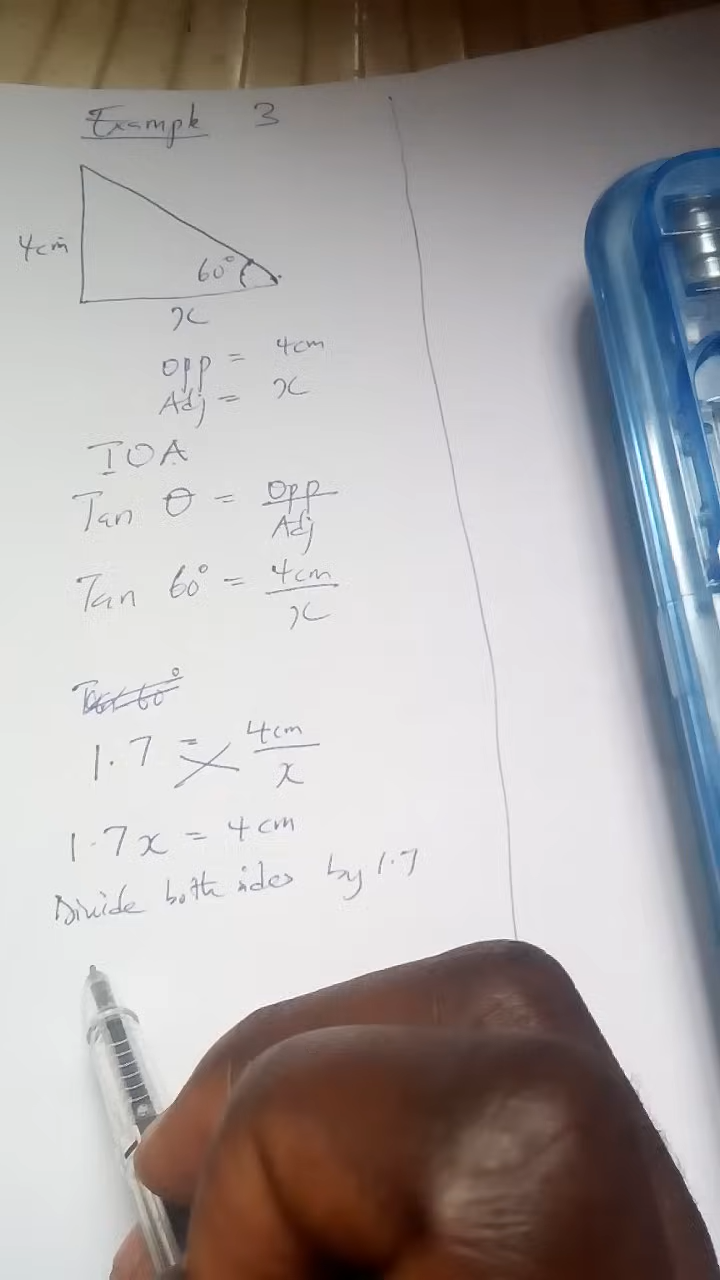 Example 3
4cm
60°
x
Opp = 4cm
Adj = x
TOA
Tan θ = Opp/Adj
Tan 60° = 4cm/x
1.7 = 4cm/x
1.7x = 4cm
Divide both sides by 1.7